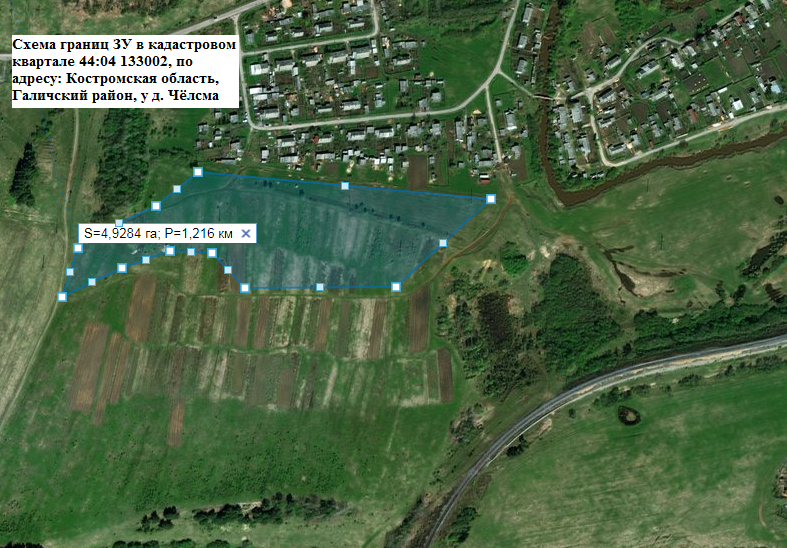 Схема границ ЗУ в кадастровом
квартале 44:04 133002, по
адресу: Костромская область,
Галичский район, у д. Чёлсма
S=4,9284 га; P=1,216 км ✕